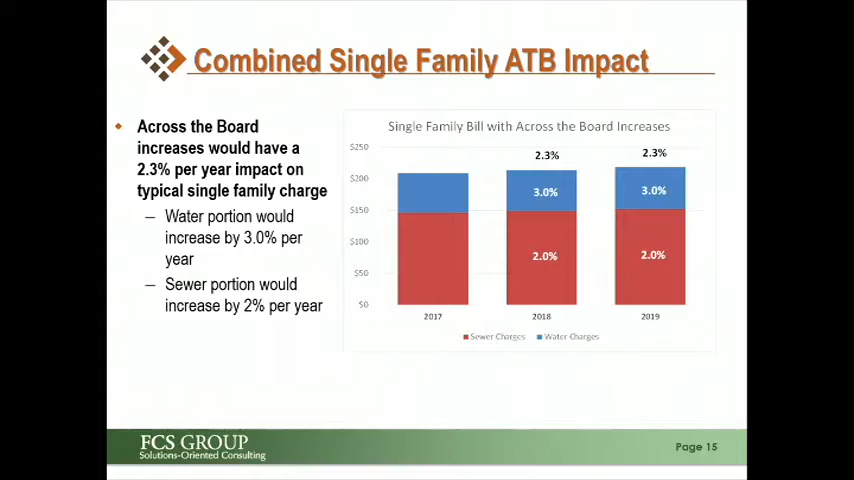 Combined Single Family ATB Impact
Across the Board
increases would have a
2.3% per year impact on
typical single family charge
– Water portion would
increase by 3.0% per
year
– Sewer portion would
increase by 2% per year
Single Family Bill with Across the Board Increases
$250
$200
$150
$100
$50
$0
2.3%
2.3%
3.0%
3.0%
2.0%
2.0%
2017
2018
2019
Sewer Charges
Water Charges
FCS GROUP
Solutions-Oriented Consulting
Page 15